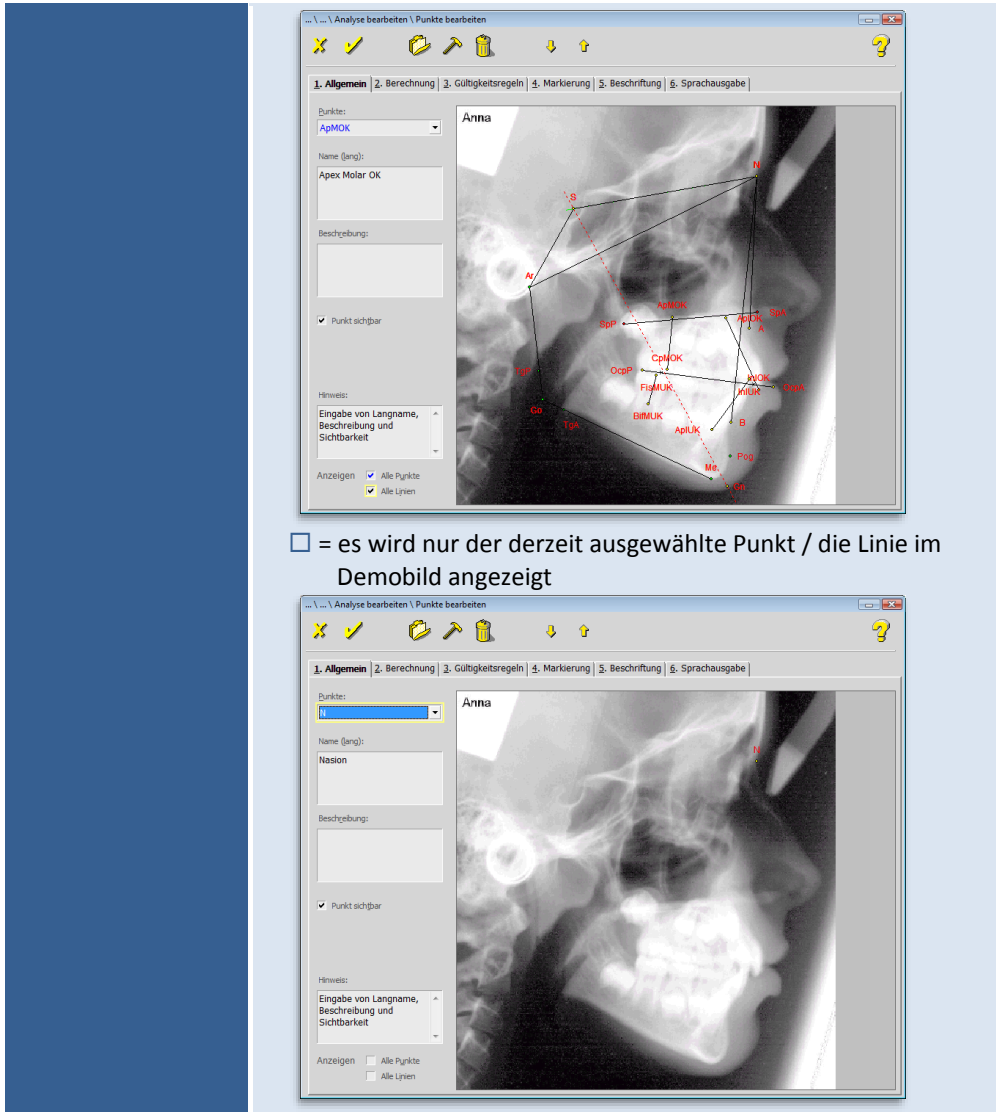 ... \ ... \ Analyse bearbeiten \ Punkte bearbeiten
1. Allgemein 2. Berechnung 3. Gültigkeitsregeln 4. Markierung 5. Beschriftung 6. Sprachausgabe
Punkte:
ApMOK
Name (lang):
Apex Molar OK
Beschreibung:
Punkt sichtbar
Hinweis:
Eingabe von Langname,
Beschreibung und
Sichtbarkeit
Anzeigen Alle Punkte
Alle Linien
Anna
N
S
Ar
ApMOK
SpA
SpP
ApIOK
A
CpMOK
OcpP
InIOK
FisMUK
InIUK
BifMUK
Go
TgA
ApIUK
B
Pog
Me
Gn
□ = es wird nur der derzeit ausgewählte Punkt / die Linie im
Demobild angezeigt
... \ ... \ Analyse bearbeiten \ Punkte bearbeiten
1. Allgemein 2. Berechnung 3. Gültigkeitsregeln 4. Markierung 5. Beschriftung 6. Sprachausgabe
Punkte:
N
Name (lang):
Nasion
Beschreibung:
Punkt sichtbar
Hinweis:
Eingabe von Langname,
Beschreibung und
Sichtbarkeit
Anzeigen Alle Punkte
Alle Linien
Anna
N